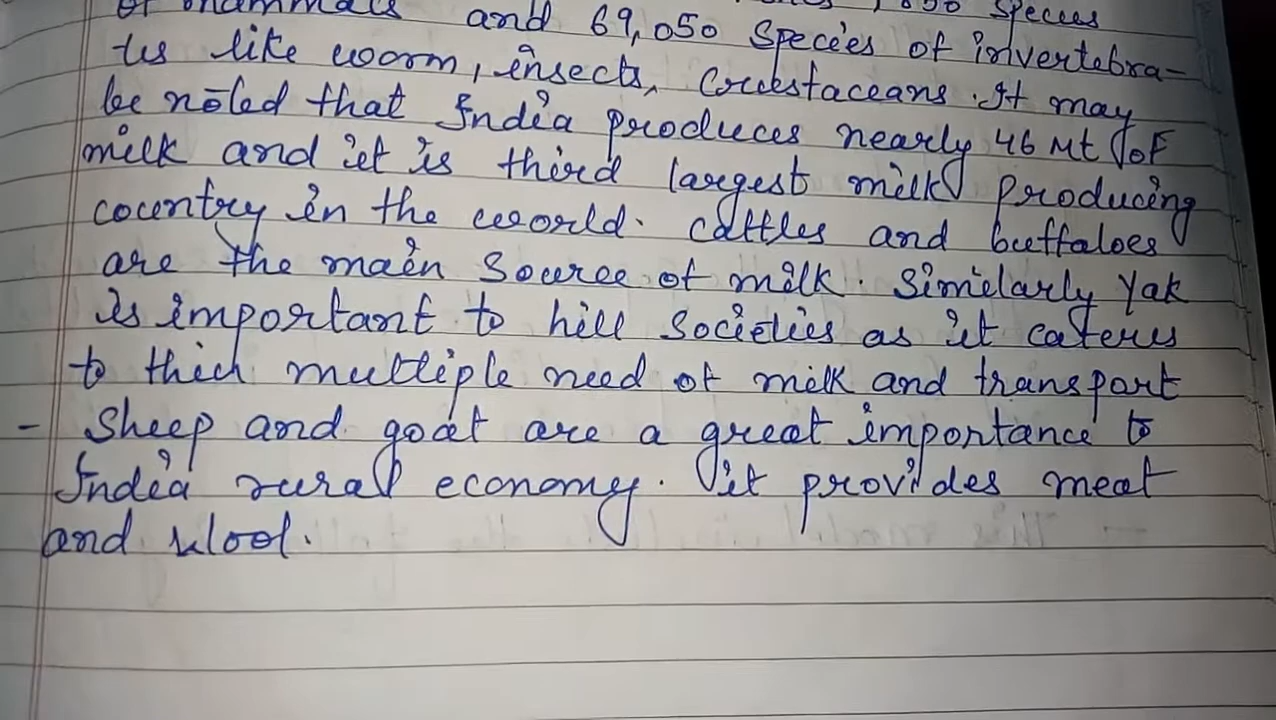 of mammals and 69,050 species of invertebra-
tes like worm, insects, Crustaceans. It may
be noted that India produces nearly 46 Mt of
milk and it is third largest milk producing
country in the world. Cattles and buffaloes
are the main source of milk. Similarly Yak
is important to hill Societies as it caters
to their multiple need of milk and transport
- Sheep and goat are a great importance to
India rural economy. it provides meat
and wool.